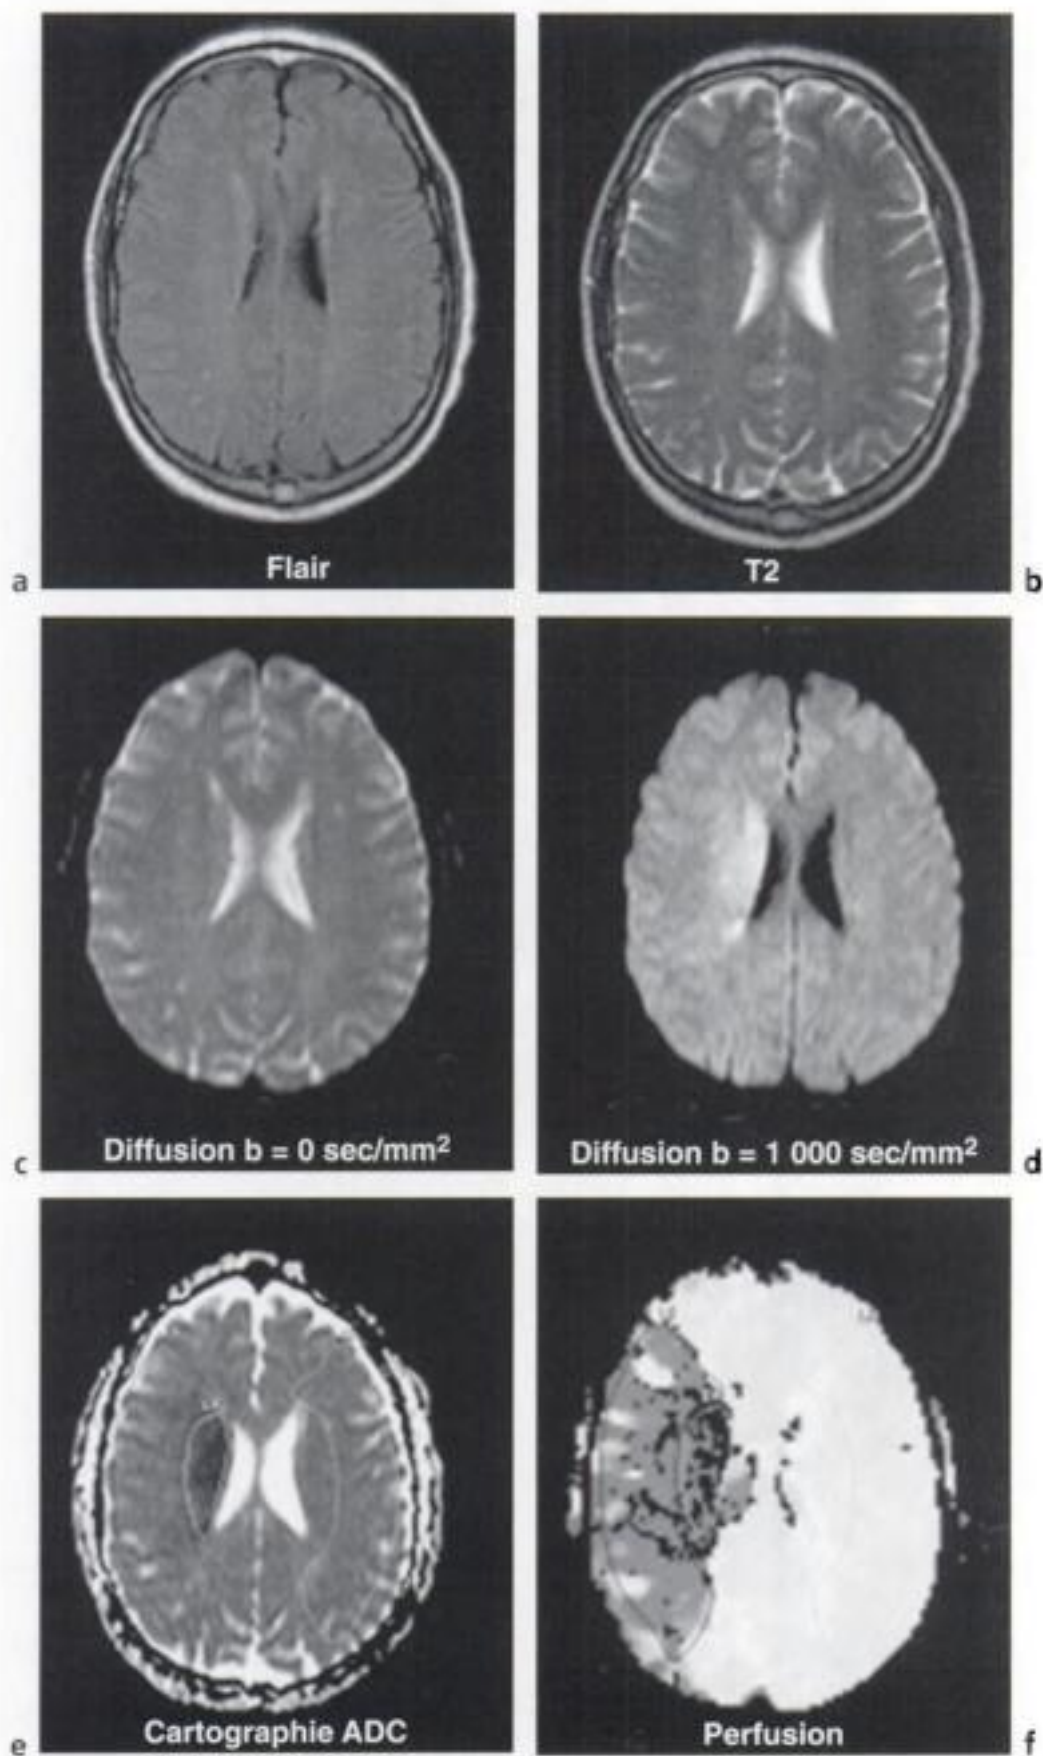 Flair
a
T2
b
Diffusion b = 0 sec/mm²
c
Diffusion b = 1 000 sec/mm²
d
Cartographie ADC
e
Perfusion
f